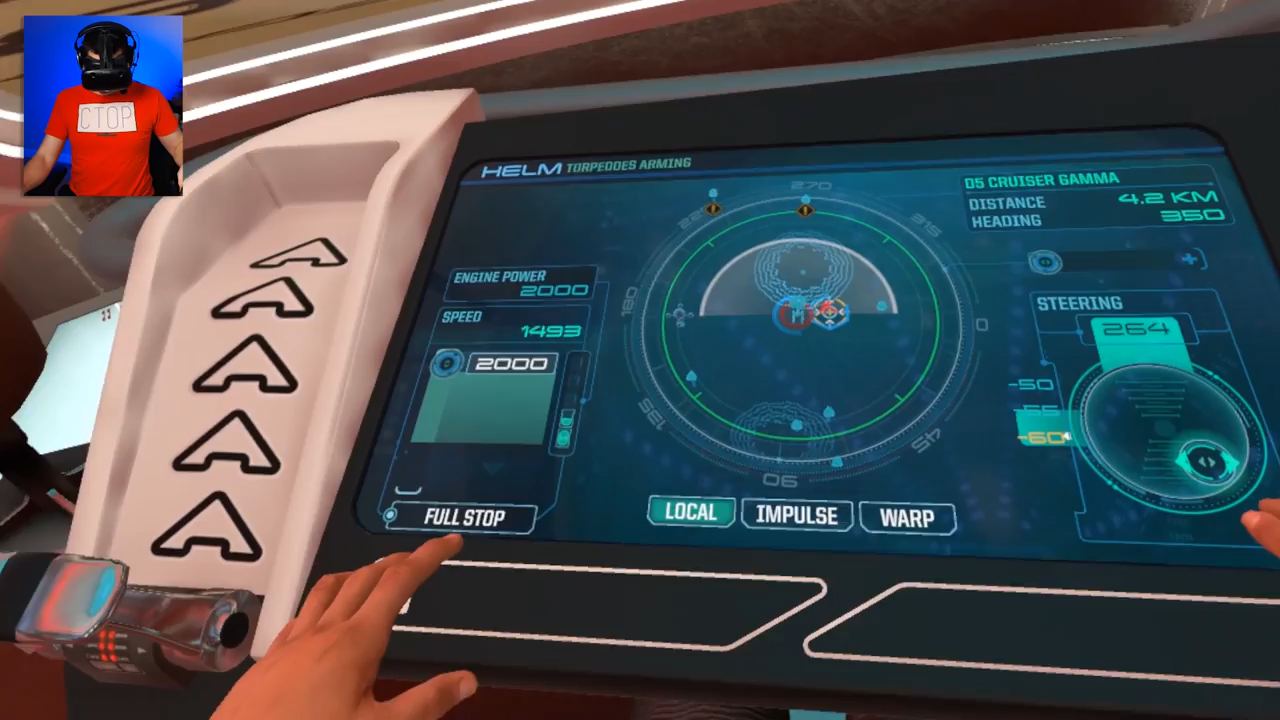 CTOP
HELM TORPEDOES ARMING
D5 CRUISER GAMMA
DISTANCE 4.2 KM
HEADING 350
ENGINE POWER
2000
SPEED
1493
2000
FULL STOP
270
315
0
45
90
135
180
LOCAL
IMPULSE
WARP
STEERING
264
-50
-55
-60